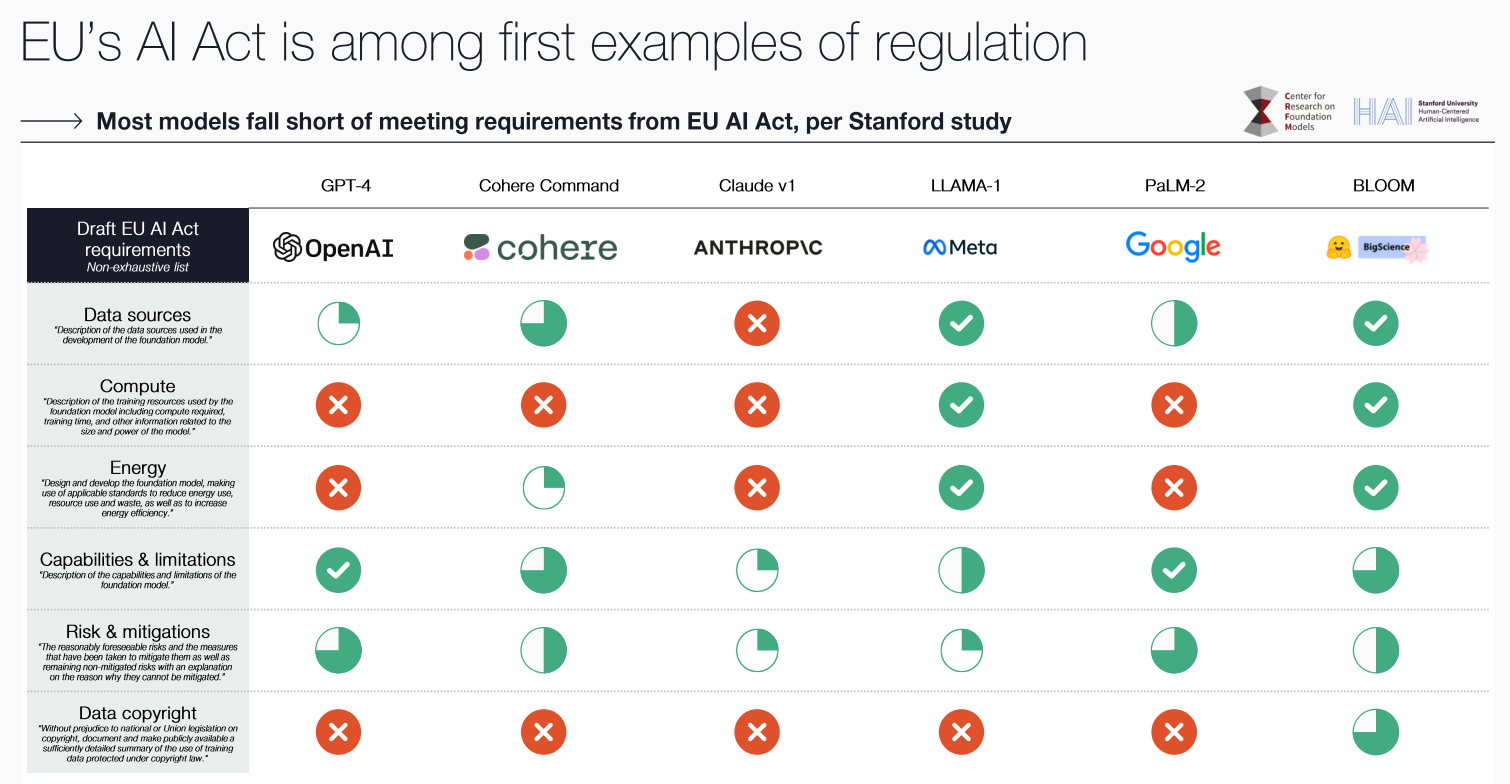 EU's AI Act is among first examples of regulation
Most models fall short of meeting requirements from EU AI Act, per Stanford study
Center for
Research on
Foundation
Models
HAI
Stanford University
Human-Centered
Artificial Intelligence
GPT-4 Cohere Command Claude v1 LLAMA-1 PaLM-2 BLOOM
Draft EU AI Act
requirements
Non-exhaustive list
OpenAI cohere ANTHROP\C Meta Google BigScience
Data sources
"Description of the data sources used in the
development of the foundation model."
Compute
"Description of the training resources used by the
foundation model including compute required,
training time, and other information related to the
size and power of the model."
Energy
"Design and develop the foundation model, making
use of applicable standards to reduce energy use,
resource use and waste, as well as to increase
energy efficiency."
Capabilities & limitations
"Description of the capabilities and limitations of the
foundation model."
Risk & mitigations
"The reasonably foreseeable risks and the measures
that have been taken to mitigate them as well as
remaining non-mitigated risks with an explanation
on the reason why they cannot be mitigated."
Data copyright
"Without prejudice to national or Union legislation on
copyright, document and make publicly available a
sufficiently detailed summary of the use of training
data protected under copyright law."